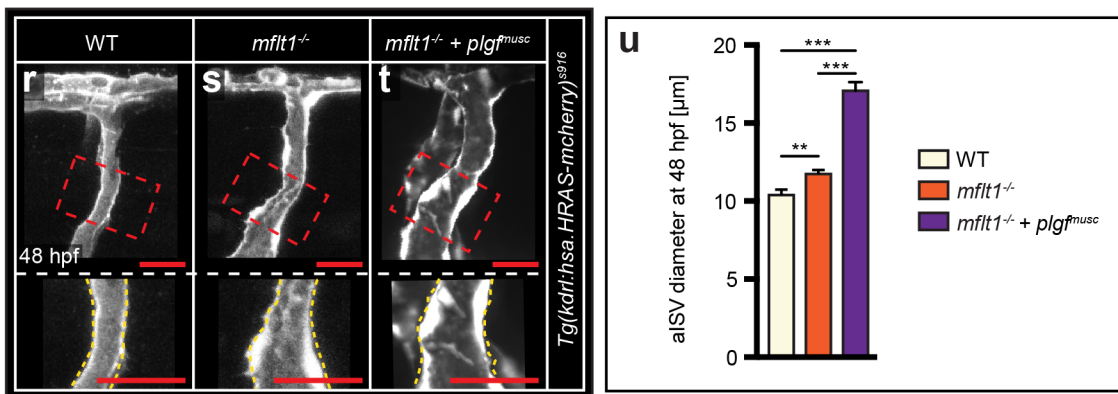 WT
mflt1-/-
mflt1-/- + plgfmusc
r
s
t
48 hpf
Tg(kdrl:hsa.HRAS-mcherry)s916
u
aISV diameter at 48 hpf [µm]
20
15
10
5
0
***
***
**
WT
mflt1-/-
mflt1-/- + plgfmusc